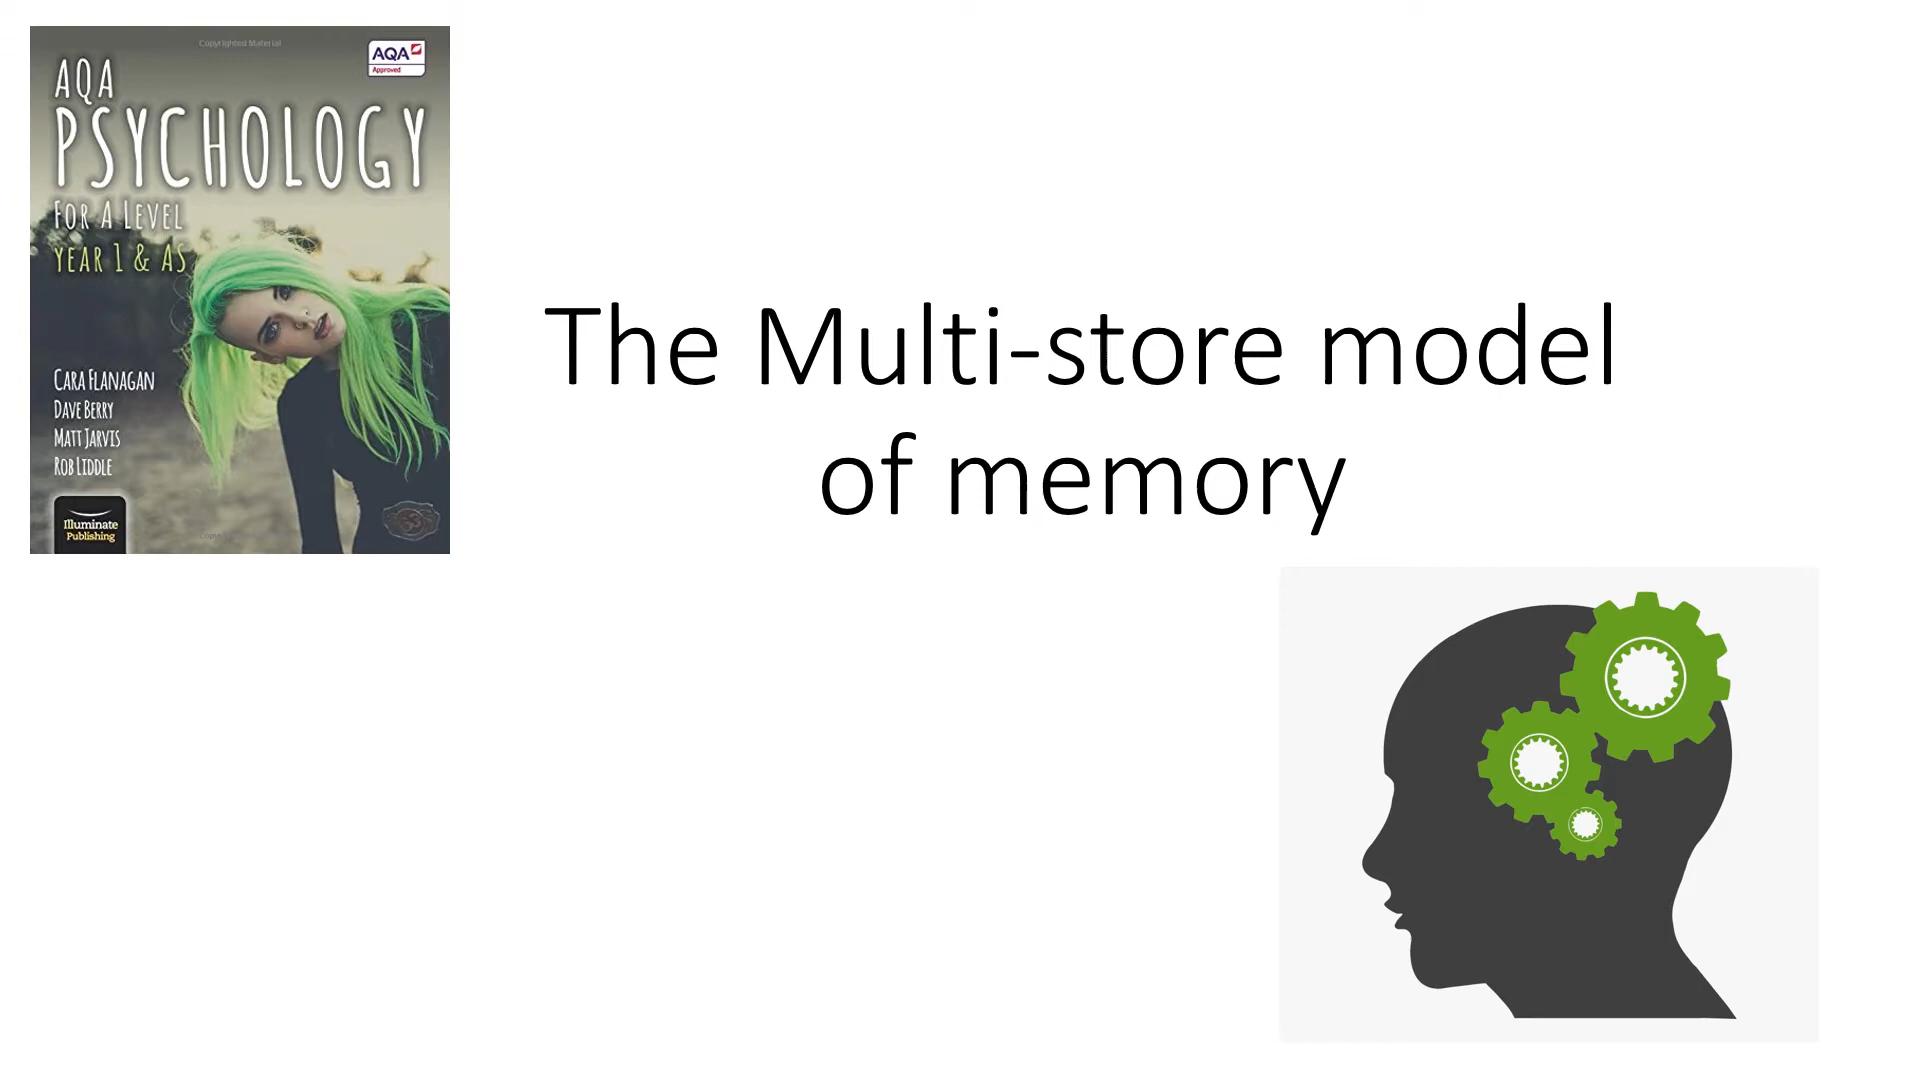 Copyrighted Material
AQA
Approved
AQA
PSYCHOLOGY
FOR A LEVEL
YEAR 1 & AS
CARA FLANAGAN
DAVE BERRY
MATT JARVIS
ROB LIDDLE
Illuminate
Publishing
The Multi-store model
of memory